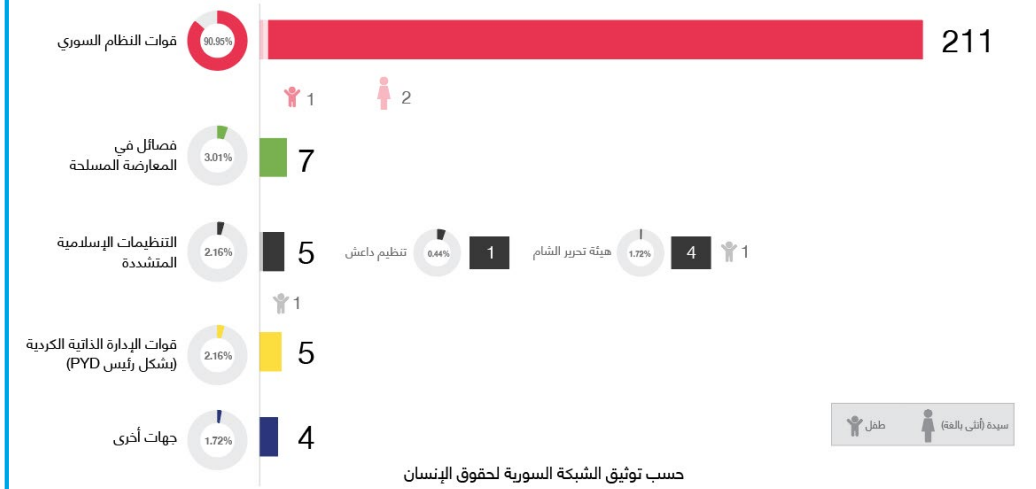 قوات النظام السوري
90.95%
211
1
2
فصائل في
المعارضة المسلحة
3.01%
7
التنظيمات الإسلامية
المتشددة
2.16%
5
تنظيم داعش
0.44%
1
هيئة تحرير الشام
1.72%
4
1
1
قوات الإدارة الذاتية الكردية
(بشكل رئيس PYD)
2.16%
5
جهات أخرى
1.72%
4
سيدة (أنثى بالغة)
طفل
حسب توثيق الشبكة السورية لحقوق الإنسان